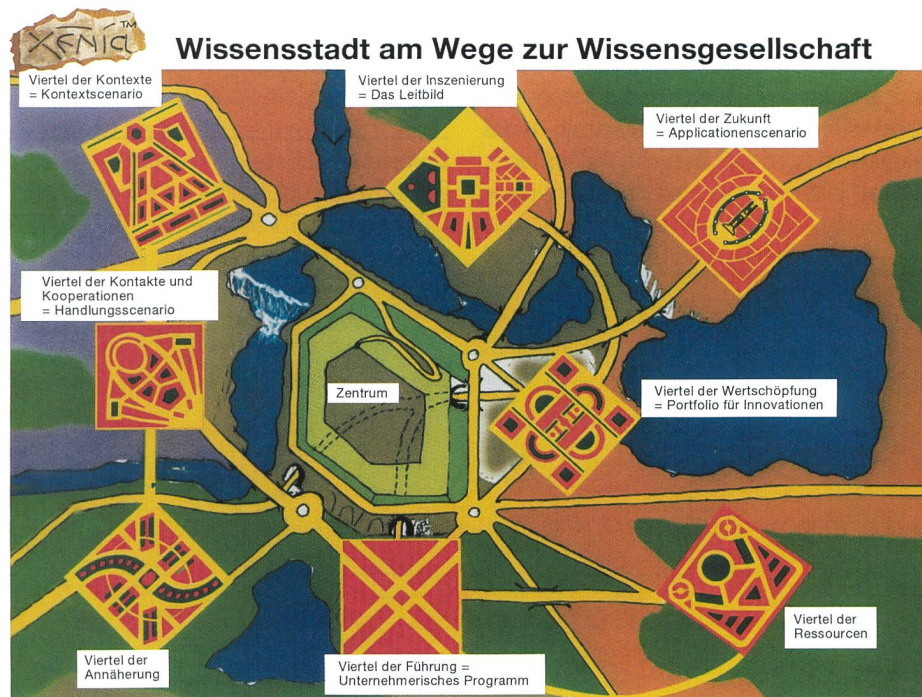 XENIA™
Wissensstadt am Wege zur Wissensgesellschaft
Viertel der Kontexte
= Kontextscenario
Viertel der Inszenierung
= Das Leitbild
Viertel der Zukunft
= Applicationenscenario
Viertel der Kontakte und
Kooperationen
= Handlungsscenario
Zentrum
Viertel der Wertschöpfung
= Portfolio für Innovationen
Viertel der
Annäherung
Viertel der Führung =
Unternehmerisches Programm
Viertel der
Ressourcen